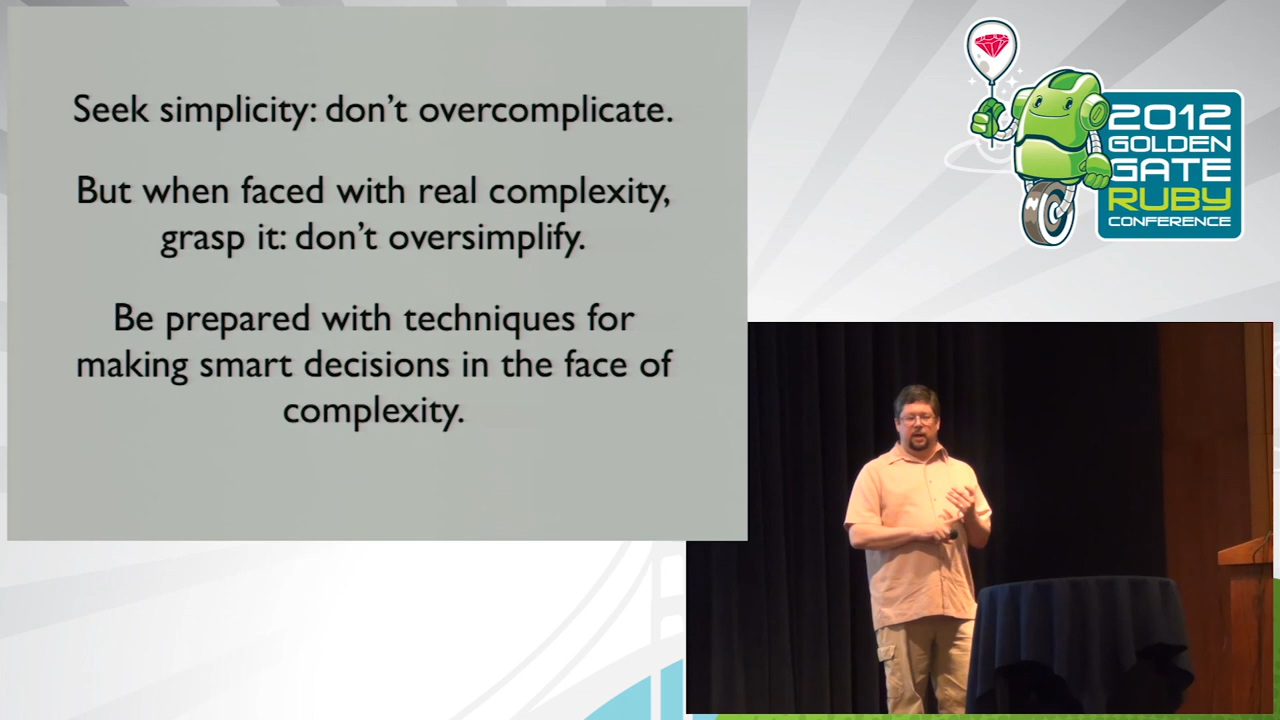 Seek simplicity: don't overcomplicate.
But when faced with real complexity,
grasp it: don't oversimplify.
Be prepared with techniques for
making smart decisions in the face of
complexity.
2012
GOLDEN
GATE
RUBY
CONFERENCE